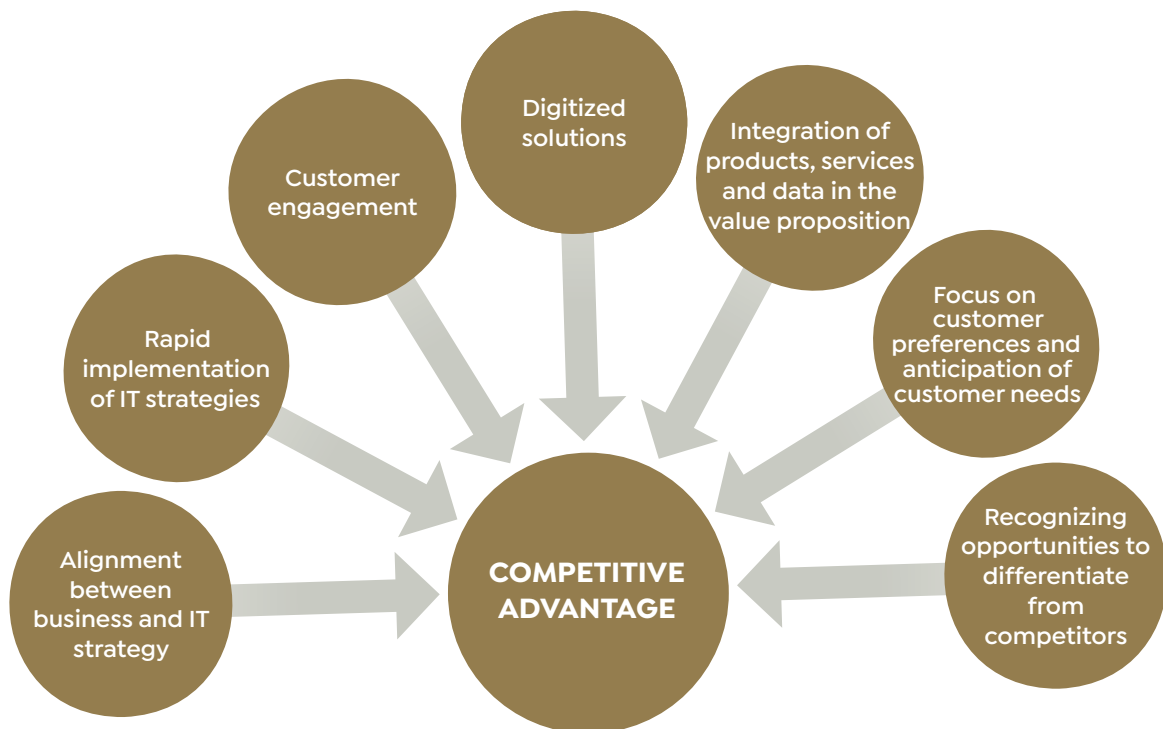 Digitized
solutions
Integration of
products, services
and data in the
value proposition
Customer
engagement
Focus on
customer
preferences and
anticipation of
customer needs
Rapid
implementation
of IT strategies
Recognizing
opportunities to
differentiate
from
competitors
Alignment
between
business and IT
strategy
COMPETITIVE
ADVANTAGE